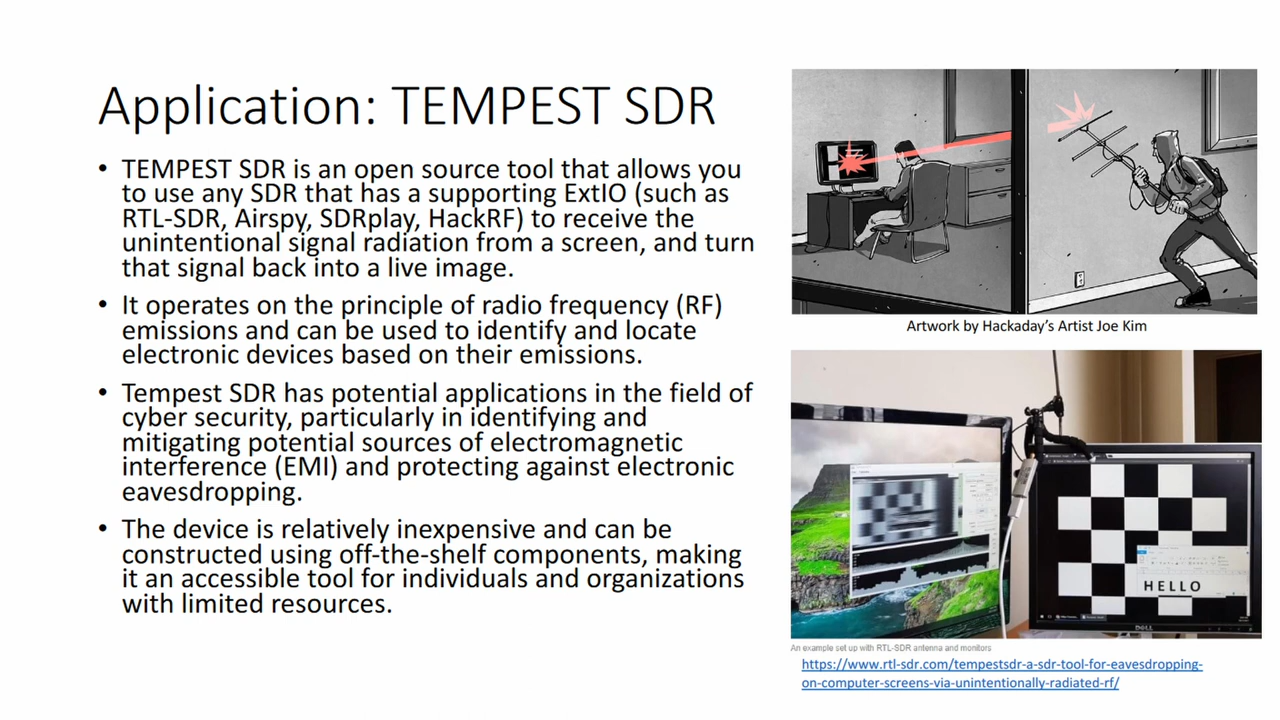 Application: TEMPEST SDR
• TEMPEST SDR is an open source tool that allows you
to use any SDR that has a supporting ExtIO (such as
RTL-SDR, Airspy, SDRplay, HackRF) to receive the
unintentional signal radiation from a screen, and turn
that signal back into a live image.
• It operates on the principle of radio frequency (RF)
emissions and can be used to identify and locate
electronic devices based on their emissions.
• Tempest SDR has potential applications in the field of
cyber security, particularly in identifying and
mitigating potential sources of electromagnetic
interference (EMI) and protecting against electronic
eavesdropping.
• The device is relatively inexpensive and can be
constructed using off-the-shelf components, making
it an accessible tool for individuals and organizations
with limited resources.
Artwork by Hackaday's Artist Joe Kim
HELLO
DELL
An example set up with RTL-SDR antenna and monitors
https://www.rtl-sdr.com/tempestsdr-a-sdr-tool-for-eavesdropping-
on-computer-screens-via-unintentionally-radiated-rf/